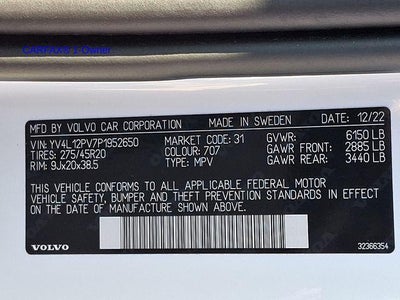 CARFAX's 1-Owner
MFD BY VOLVO CAR CORPORATION MADE IN SWEDEN DATE: 12/22
VIN: YV4L12PV7P1952650 MARKET CODE: 31 GVWR: 6150 LB
TIRES: 275/45R20 COLOUR: 707 GAWR FRONT: 2885 LB
RIM: 9Jx20x38.5 TYPE: MPV GAWR REAR: 3440 LB
THIS VEHICLE CONFORMS TO ALL APPLICABLE FEDERAL MOTOR
VEHICLE SAFETY, BUMPER AND THEFT PREVENTION STANDARDS IN EFFECT
ON THE DATE OF MANUFACTURE SHOWN ABOVE.
VOLVO 32366354